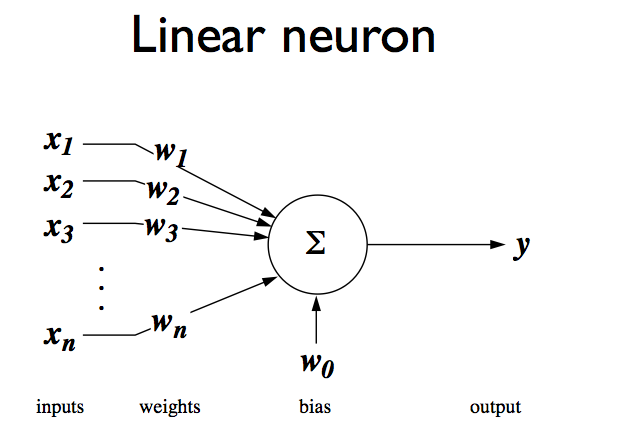 Linear neuron
x1 w1
x2 w2
x3 w3
Σ
y
xn wn
w0
inputs weights bias output